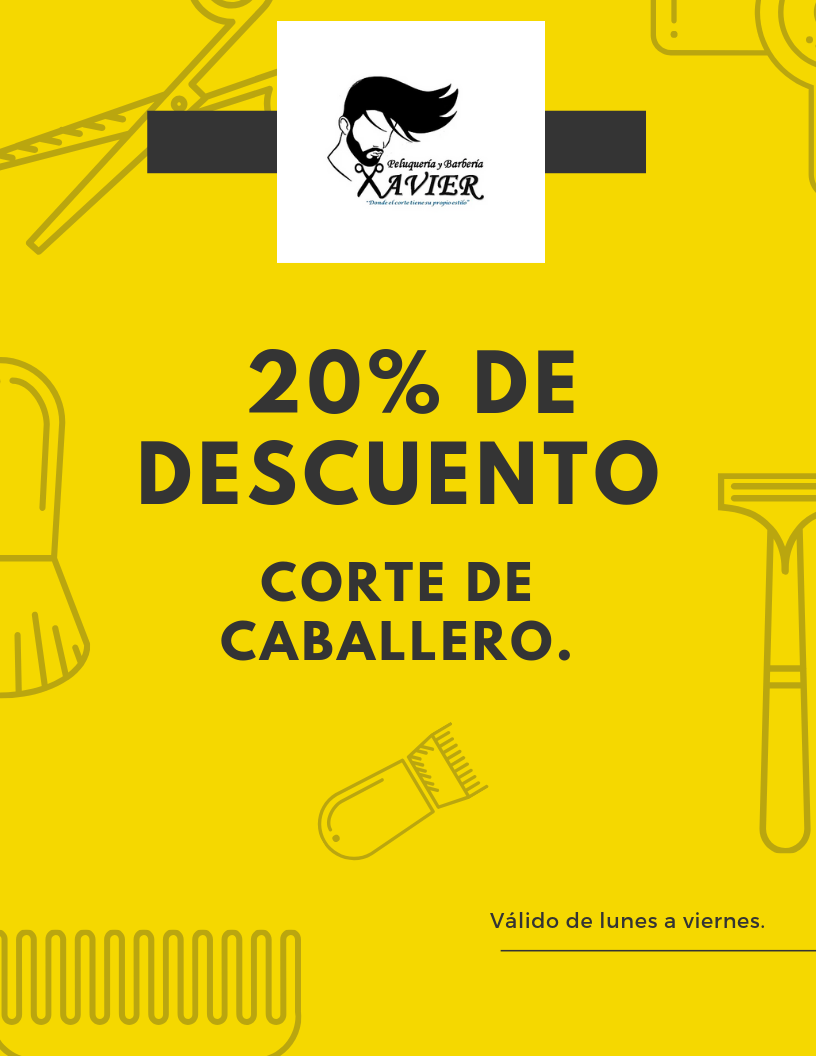 Peluquería y Barbería
XAVIER
"Donde el corte tiene su propio estilo"
20% DE
DESCUENTO
CORTE DE
CABALLERO.
Válido de lunes a viernes.